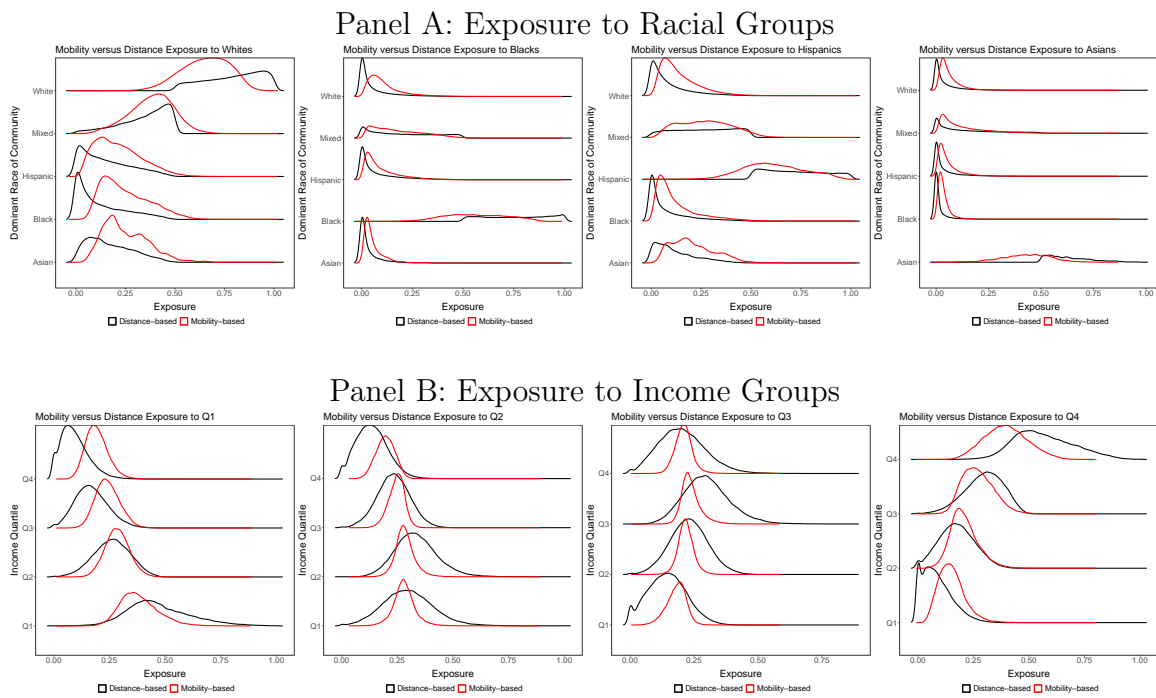 Panel A: Exposure to Racial Groups
Mobility versus Distance Exposure to Whites
Dominant Race of Community
White
Mixed
Hispanic
Black
Asian
0.00 0.25 0.50 0.75 1.00
Exposure
Distance−based Mobility−based
Mobility versus Distance Exposure to Blacks
Dominant Race of Community
White
Mixed
Hispanic
Black
Asian
0.00 0.25 0.50 0.75 1.00
Exposure
Distance−based Mobility−based
Mobility versus Distance Exposure to Hispanics
Dominant Race of Community
White
Mixed
Hispanic
Black
Asian
0.00 0.25 0.50 0.75 1.00
Exposure
Distance−based Mobility−based
Mobility versus Distance Exposure to Asians
Dominant Race of Community
White
Mixed
Hispanic
Black
Asian
0.00 0.25 0.50 0.75 1.00
Exposure
Distance−based Mobility−based
Panel B: Exposure to Income Groups
Mobility versus Distance Exposure to Q1
Income Quartile
Q4
Q3
Q2
Q1
0.00 0.25 0.50 0.75 1.00
Exposure
Distance−based Mobility−based
Mobility versus Distance Exposure to Q2
Income Quartile
Q4
Q3
Q2
Q1
0.00 0.25 0.50 0.75 1.00
Exposure
Distance−based Mobility−based
Mobility versus Distance Exposure to Q3
Income Quartile
Q4
Q3
Q2
Q1
0.00 0.25 0.50 0.75
Exposure
Distance−based Mobility−based
Mobility versus Distance Exposure to Q4
Income Quartile
Q4
Q3
Q2
Q1
0.00 0.25 0.50 0.75 1.00
Exposure
Distance−based Mobility−based